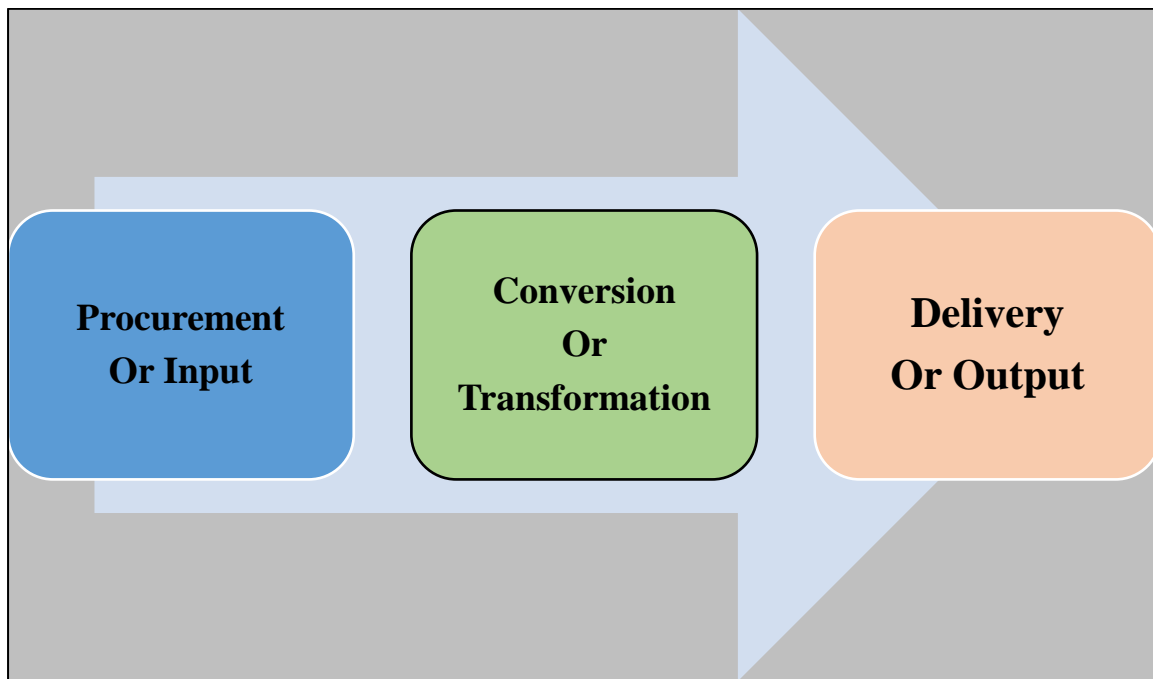 Procurement
Or Input
Conversion
Or
Transformation
Delivery
Or Output